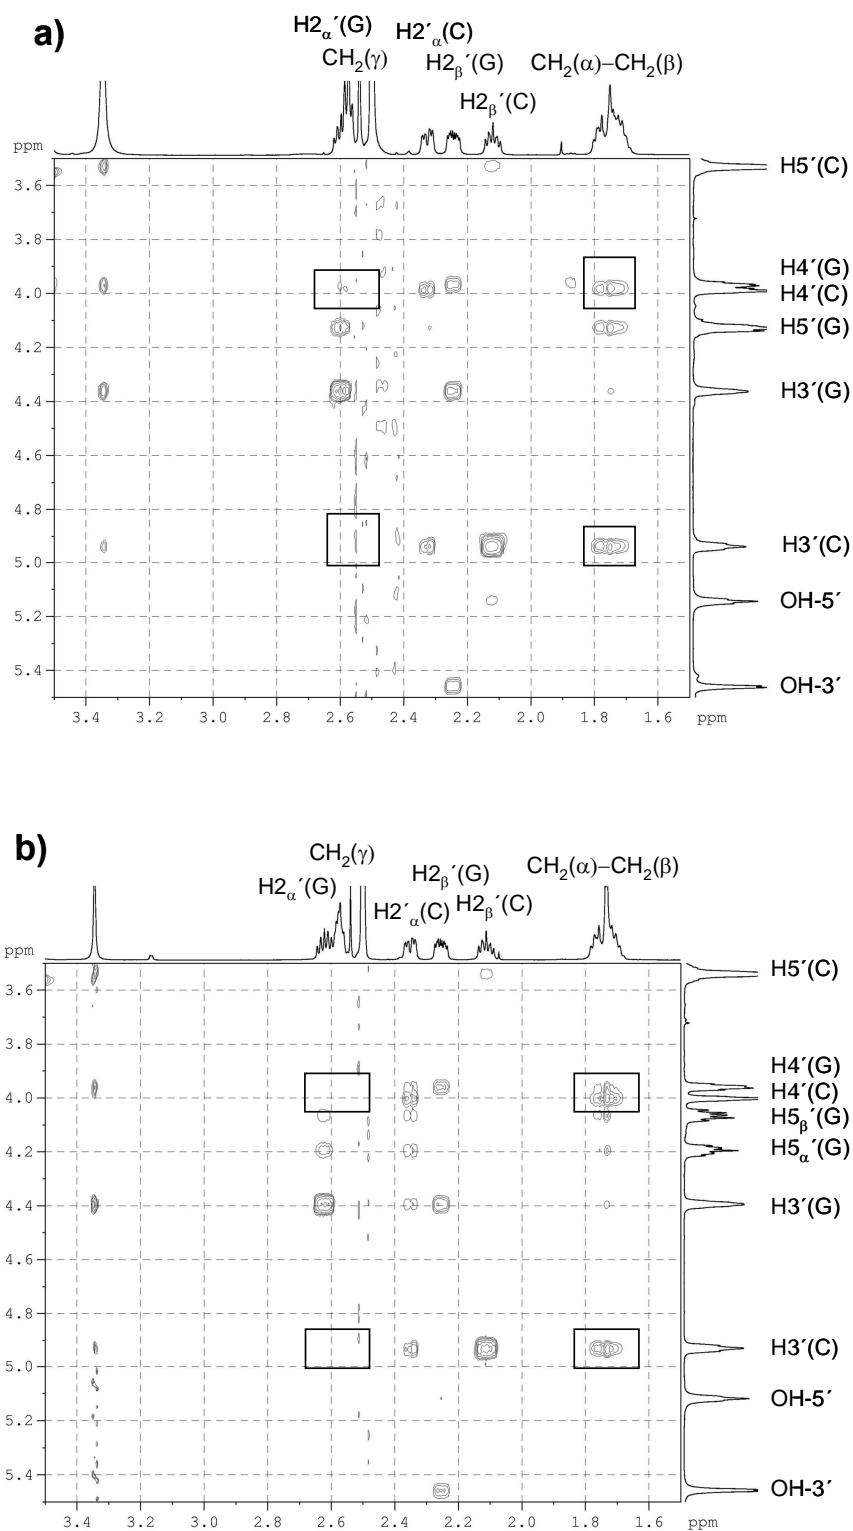 a)
H2α´(G)
H2´α(C)
CH2(γ)
H2β´(G)
CH2(α)–CH2(β)
H2β´(C)
ppm
H5´(C)
3.6
3.8
H4´(G)
4.0
H4´(C)
H5´(G)
4.2
H3´(G)
4.4
4.6
4.8
H3´(C)
5.0
OH-5´
5.2
5.4
OH-3´
3.4 3.2 3.0 2.8 2.6 2.4 2.2 2.0 1.8 1.6 ppm
b)
CH2(γ)
H2β´(G)
CH2(α)–CH2(β)
H2α´(G)
H2´α(C)
H2β´(C)
ppm
H5´(C)
3.6
3.8
H4´(G)
4.0
H4´(C)
H5β´(G)
H5α´(G)
4.2
H3´(G)
4.4
4.6
4.8
H3´(C)
5.0
OH-5´
5.2
5.4
OH-3´
3.4 3.2 3.0 2.8 2.6 2.4 2.2 2.0 1.8 1.6 ppm